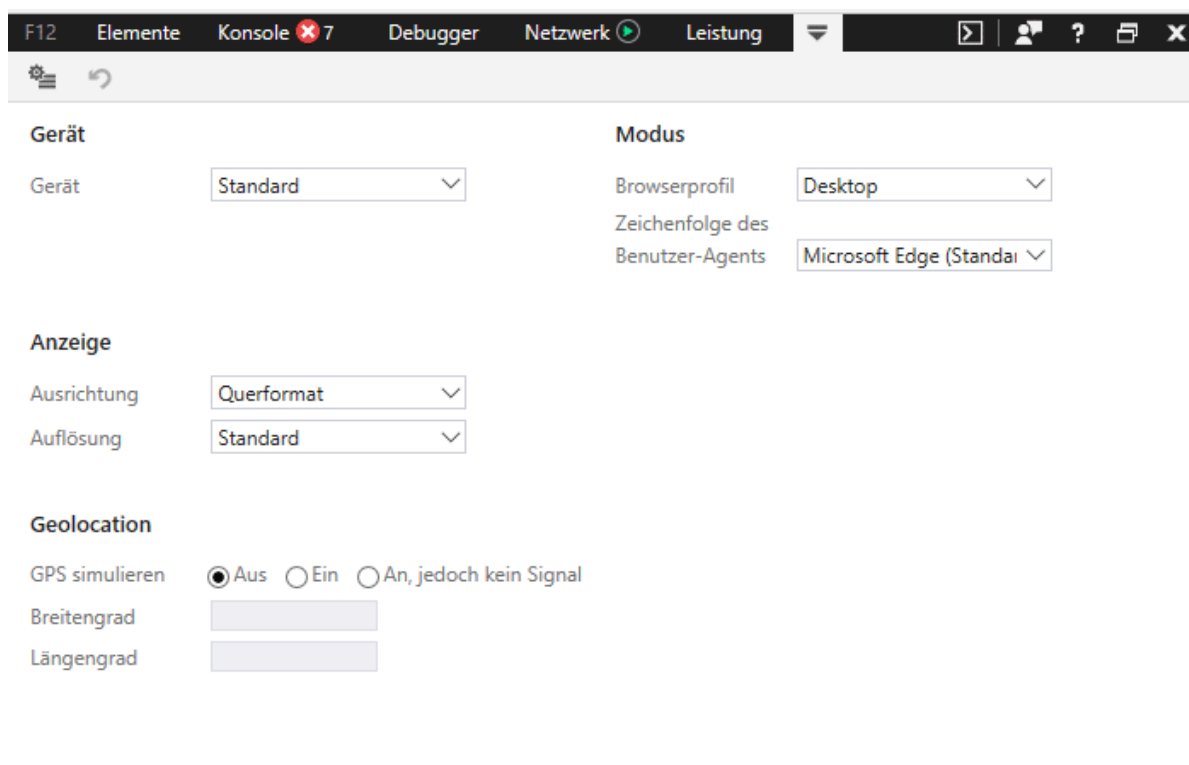 F12 Elemente Konsole 7 Debugger Netzwerk Leistung ?
Gerät
Gerät Standard
Modus
Browserprofil Desktop
Zeichenfolge des
Benutzer-Agents Microsoft Edge (Standa
Anzeige
Ausrichtung Querformat
Auflösung Standard
Geolocation
GPS simulieren Aus Ein An, jedoch kein Signal
Breitengrad
Längengrad